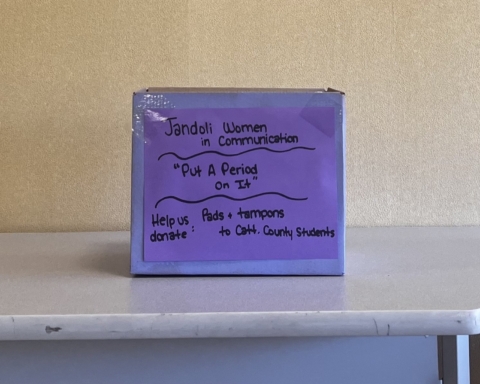 Jandoli Women
in Communication
"Put A Period
On It"
Help us
donate:
Pads + tampons
to Catt. County Students